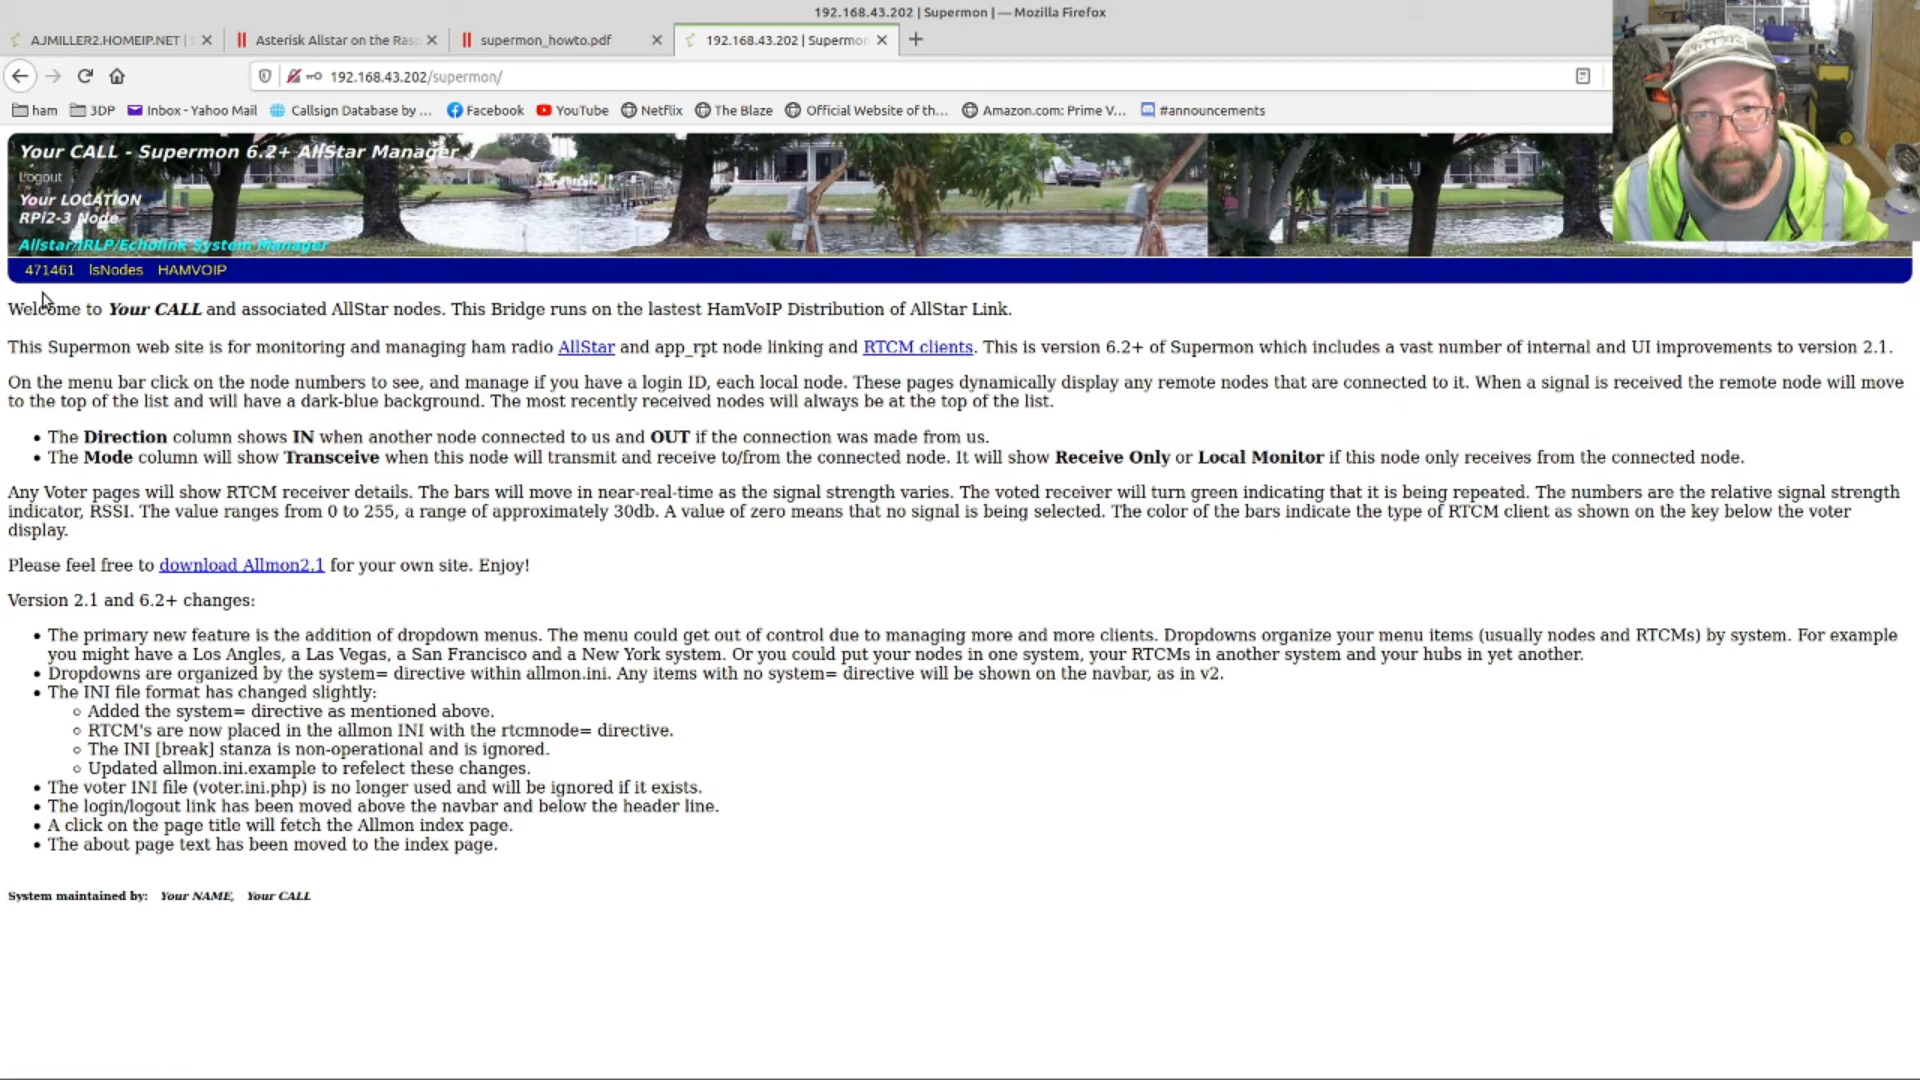 192.168.43.202 | Supermon | — Mozilla Firefox
AJMILLER2.HOMEIP.NET |
Asterisk Allstar on the Rasp
supermon_howto.pdf
192.168.43.202 | Supermon
192.168.43.202/supermon/
ham
3DP
Inbox - Yahoo Mail
Callsign Database by ...
Facebook
YouTube
Netflix
The Blaze
Official Website of th...
Amazon.com: Prime V...
#announcements
Your CALL - Supermon 6.2+ AllStar Manager
Logout
Your LOCATION
RPi2-3 Node
Allstar/IRLP/Echolink System Manager
471461 lsNodes HAMVOIP
Welcome to Your CALL and associated AllStar nodes. This Bridge runs on the lastest HamVoIP Distribution of AllStar Link.
This Supermon web site is for monitoring and managing ham radio AllStar and app_rpt node linking and RTCM clients. This is version 6.2+ of Supermon which includes a vast number of internal and UI improvements to version 2.1.
On the menu bar click on the node numbers to see, and manage if you have a login ID, each local node. These pages dynamically display any remote nodes that are connected to it. When a signal is received the remote node will move
to the top of the list and will have a dark-blue background. The most recently received nodes will always be at the top of the list.
• The Direction column shows IN when another node connected to us and OUT if the connection was made from us.
• The Mode column will show Transceive when this node will transmit and receive to/from the connected node. It will show Receive Only or Local Monitor if this node only receives from the connected node.
Any Voter pages will show RTCM receiver details. The bars will move in near-real-time as the signal strength varies. The voted receiver will turn green indicating that it is being repeated. The numbers are the relative signal strength
indicator, RSSI. The value ranges from 0 to 255, a range of approximately 30db. A value of zero means that no signal is being selected. The color of the bars indicate the type of RTCM client as shown on the key below the voter
display.
Please feel free to download Allmon2.1 for your own site. Enjoy!
Version 2.1 and 6.2+ changes:
• The primary new feature is the addition of dropdown menus. The menu could get out of control due to managing more and more clients. Dropdowns organize your menu items (usually nodes and RTCMs) by system. For example
you might have a Los Angles, a Las Vegas, a San Francisco and a New York system. Or you could put your nodes in one system, your RTCMs in another system and your hubs in yet another.
• Dropdowns are organized by the system= directive within allmon.ini. Any items with no system= directive will be shown on the navbar, as in v2.
• The INI file format has changed slightly:
◦ Added the system= directive as mentioned above.
◦ RTCM's are now placed in the allmon INI with the rtcmnode= directive.
◦ The INI [break] stanza is non-operational and is ignored.
◦ Updated allmon.ini.example to refelect these changes.
• The voter INI file (voter.ini.php) is no longer used and will be ignored if it exists.
• The login/logout link has been moved above the navbar and below the header line.
• A click on the page title will fetch the Allmon index page.
• The about page text has been moved to the index page.
System maintained by: Your NAME, Your CALL